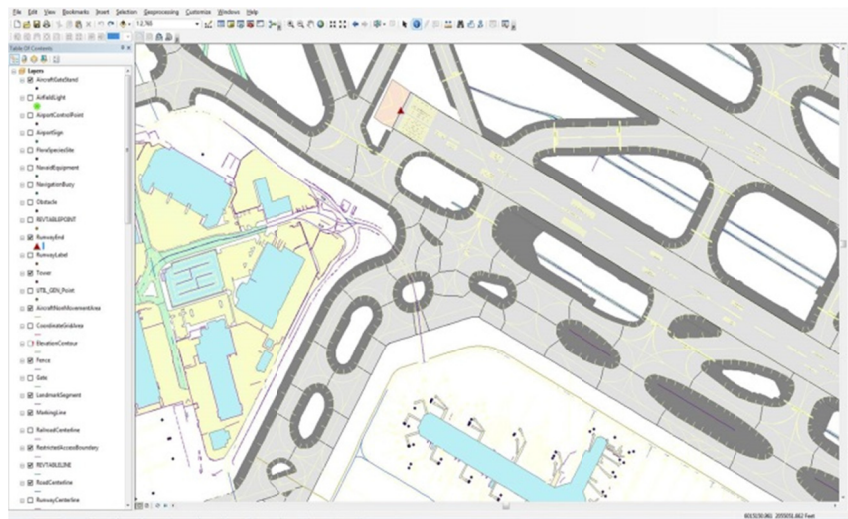 File Edit View Bookmarks Insert Selection Geoprocessing Customize Windows Help
Table Of Contents
Layers
AircraftGateStand
AirfieldLight
AirportControlPoint
AirportSign
FloraSpeciesSite
NavaidEquipment
NavigationBuoy
Obstacle
REVTABLEPOINT
RunwayEnd
RunwayLabel
Tower
UTIL_GEN_Point
AircraftNonMovementArea
CoordinateGridArea
ElevationContour
Fence
Gate
LandmarkSegment
MarkingLine
RailroadCenterline
RestrictedAccessBoundary
REVTABLELINE
RoadCenterline
RunwayCenterline